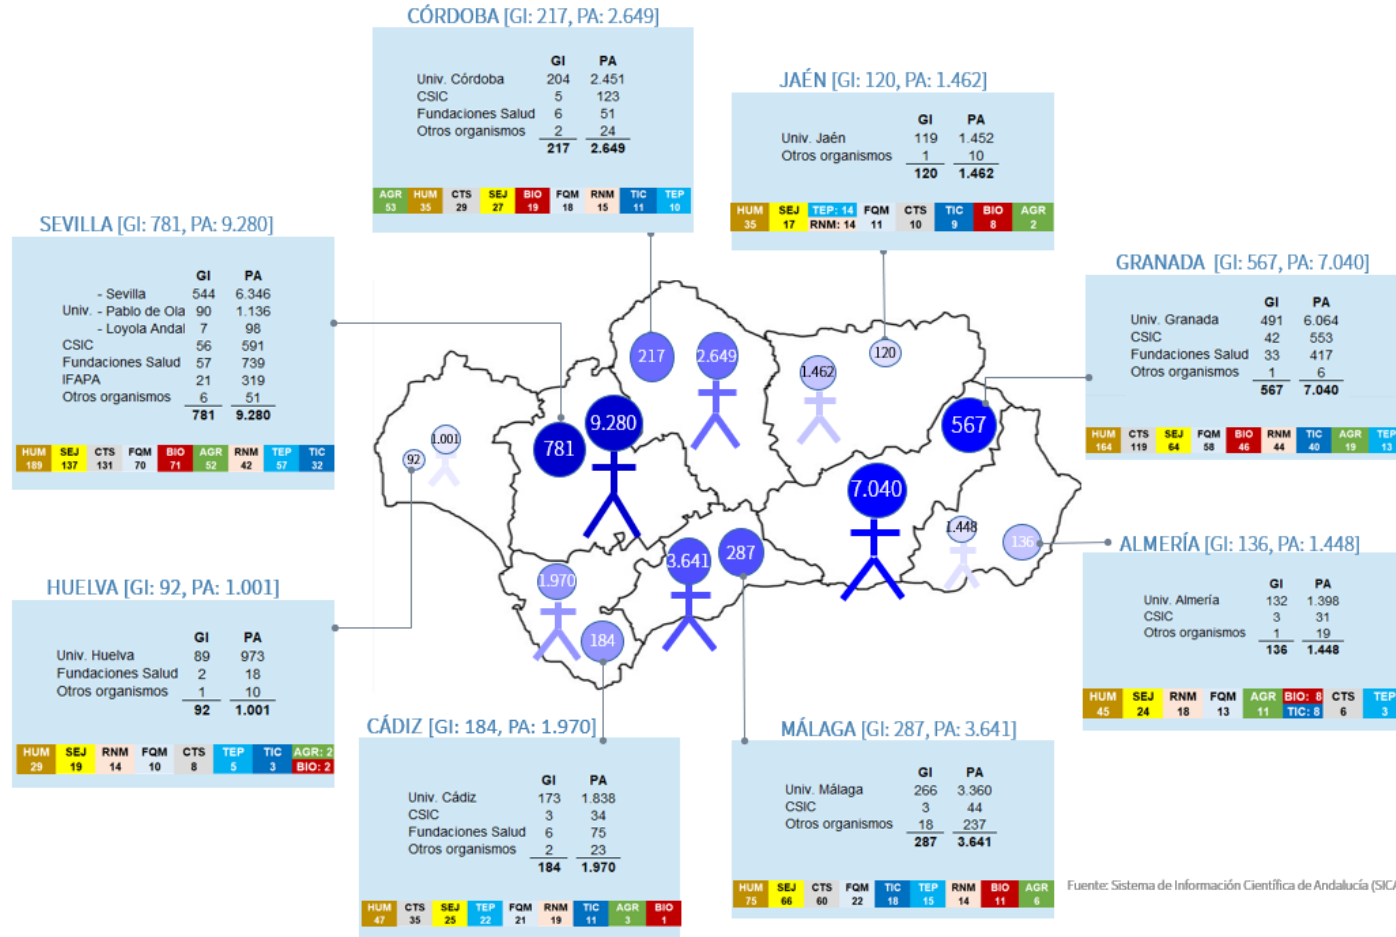 CÓRDOBA [GI: 217, PA: 2.649]
GI PA
Univ. Córdoba 204 2.451
CSIC 5 123
Fundaciones Salud 6 51
Otros organismos 2 24
217 2.649
AGR HUM CTS SEJ BIO FQM RNM TIC TEP
53 35 29 27 19 18 15 11 10
JAÉN [GI: 120, PA: 1.462]
GI PA
Univ. Jaén 119 1.452
Otros organismos 1 10
120 1.462
HUM SEJ TEP: 14 FQM CTS TIC BIO AGR
35 17 RNM: 14 11 10 9 8 2
SEVILLA [GI: 781, PA: 9.280]
GI PA
- Sevilla 544 6.346
Univ. - Pablo de Ola 90 1.136
- Loyola Andal 7 98
CSIC 56 591
Fundaciones Salud 57 739
IFAPA 21 319
Otros organismos 6 51
781 9.280
HUM SEJ CTS FQM BIO AGR RNM TEP TIC
189 137 131 70 71 52 42 57 32
GRANADA [GI: 567, PA: 7.040]
GI PA
Univ. Granada 491 6.064
CSIC 42 553
Fundaciones Salud 33 417
Otros organismos 1 6
567 7.040
HUM CTS SEJ FQM BIO RNM TIC AGR TEP
164 119 64 58 46 44 40 19 13
217
2.649
120
1.462
9.280
567
781
1.001
92
7.040
1.448
136
287
3.641
1.970
184
ALMERÍA [GI: 136, PA: 1.448]
GI PA
Univ. Almería 132 1.398
CSIC 3 31
Otros organismos 1 19
136 1.448
HUM SEJ RNM FQM AGR BIO: 8 CTS TEP
45 24 18 13 11 TIC: 8 6 3
HUELVA [GI: 92, PA: 1.001]
GI PA
Univ. Huelva 89 973
Fundaciones Salud 2 18
Otros organismos 1 10
92 1.001
HUM SEJ RNM FQM CTS TEP TIC AGR: 2
29 19 14 10 8 5 3 BIO: 2
CÁDIZ [GI: 184, PA: 1.970]
GI PA
Univ. Cádiz 173 1.838
CSIC 3 34
Fundaciones Salud 6 75
Otros organismos 2 23
184 1.970
HUM CTS SEJ TEP FQM RNM TIC AGR BIO
47 35 25 22 21 19 11 3 1
MÁLAGA [GI: 287, PA: 3.641]
GI PA
Univ. Málaga 266 3.360
CSIC 3 44
Otros organismos 18 237
287 3.641
HUM SEJ CTS FQM TIC TEP RNM BIO AGR
75 66 60 22 18 15 14 11 6
Fuente: Sistema de Información Científica de Andalucía (SICA